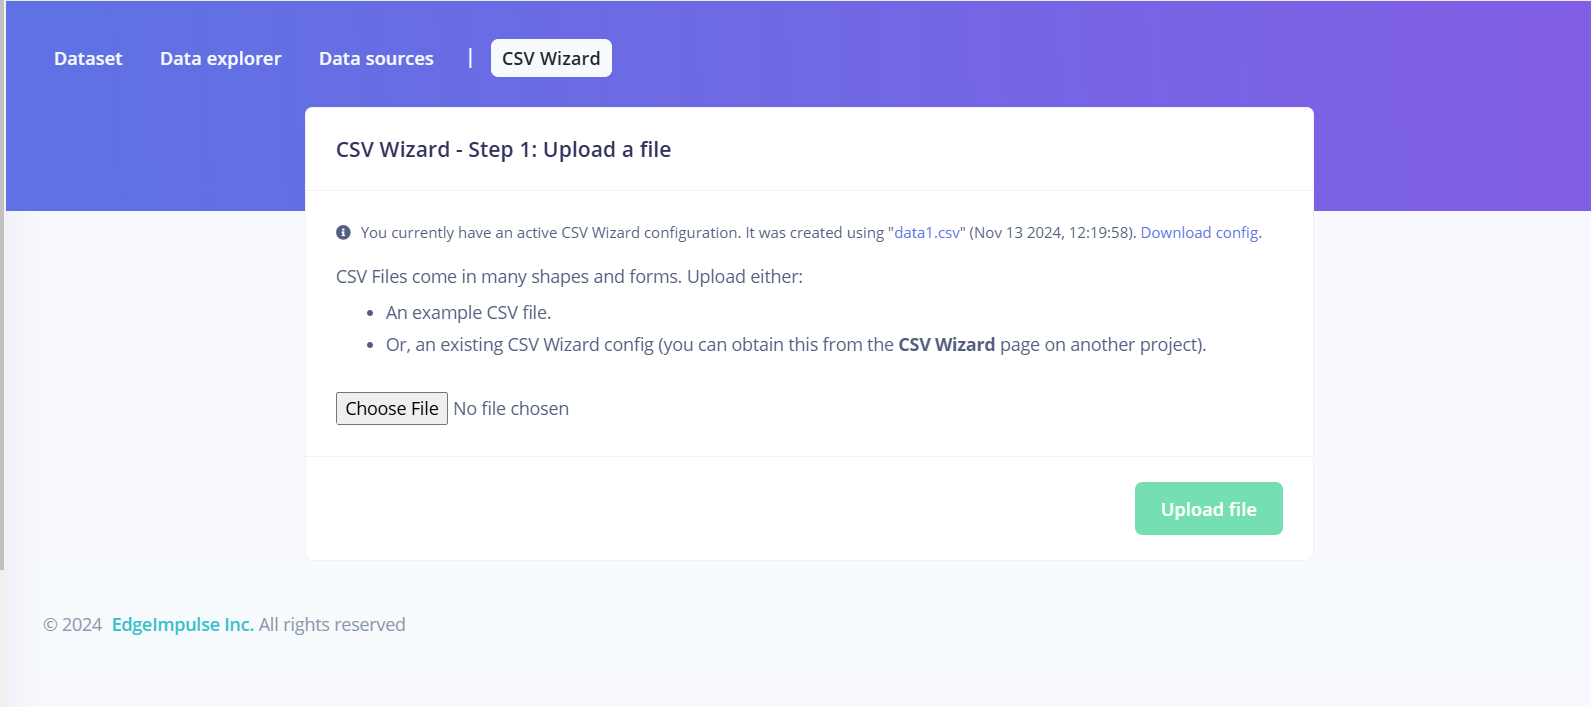 Dataset Data explorer Data sources | CSV Wizard
CSV Wizard - Step 1: Upload a file
You currently have an active CSV Wizard configuration. It was created using "data1.csv" (Nov 13 2024, 12:19:58). Download config.
CSV Files come in many shapes and forms. Upload either:
• An example CSV file.
• Or, an existing CSV Wizard config (you can obtain this from the CSV Wizard page on another project).
Choose File No file chosen
Upload file
© 2024 EdgeImpulse Inc. All rights reserved